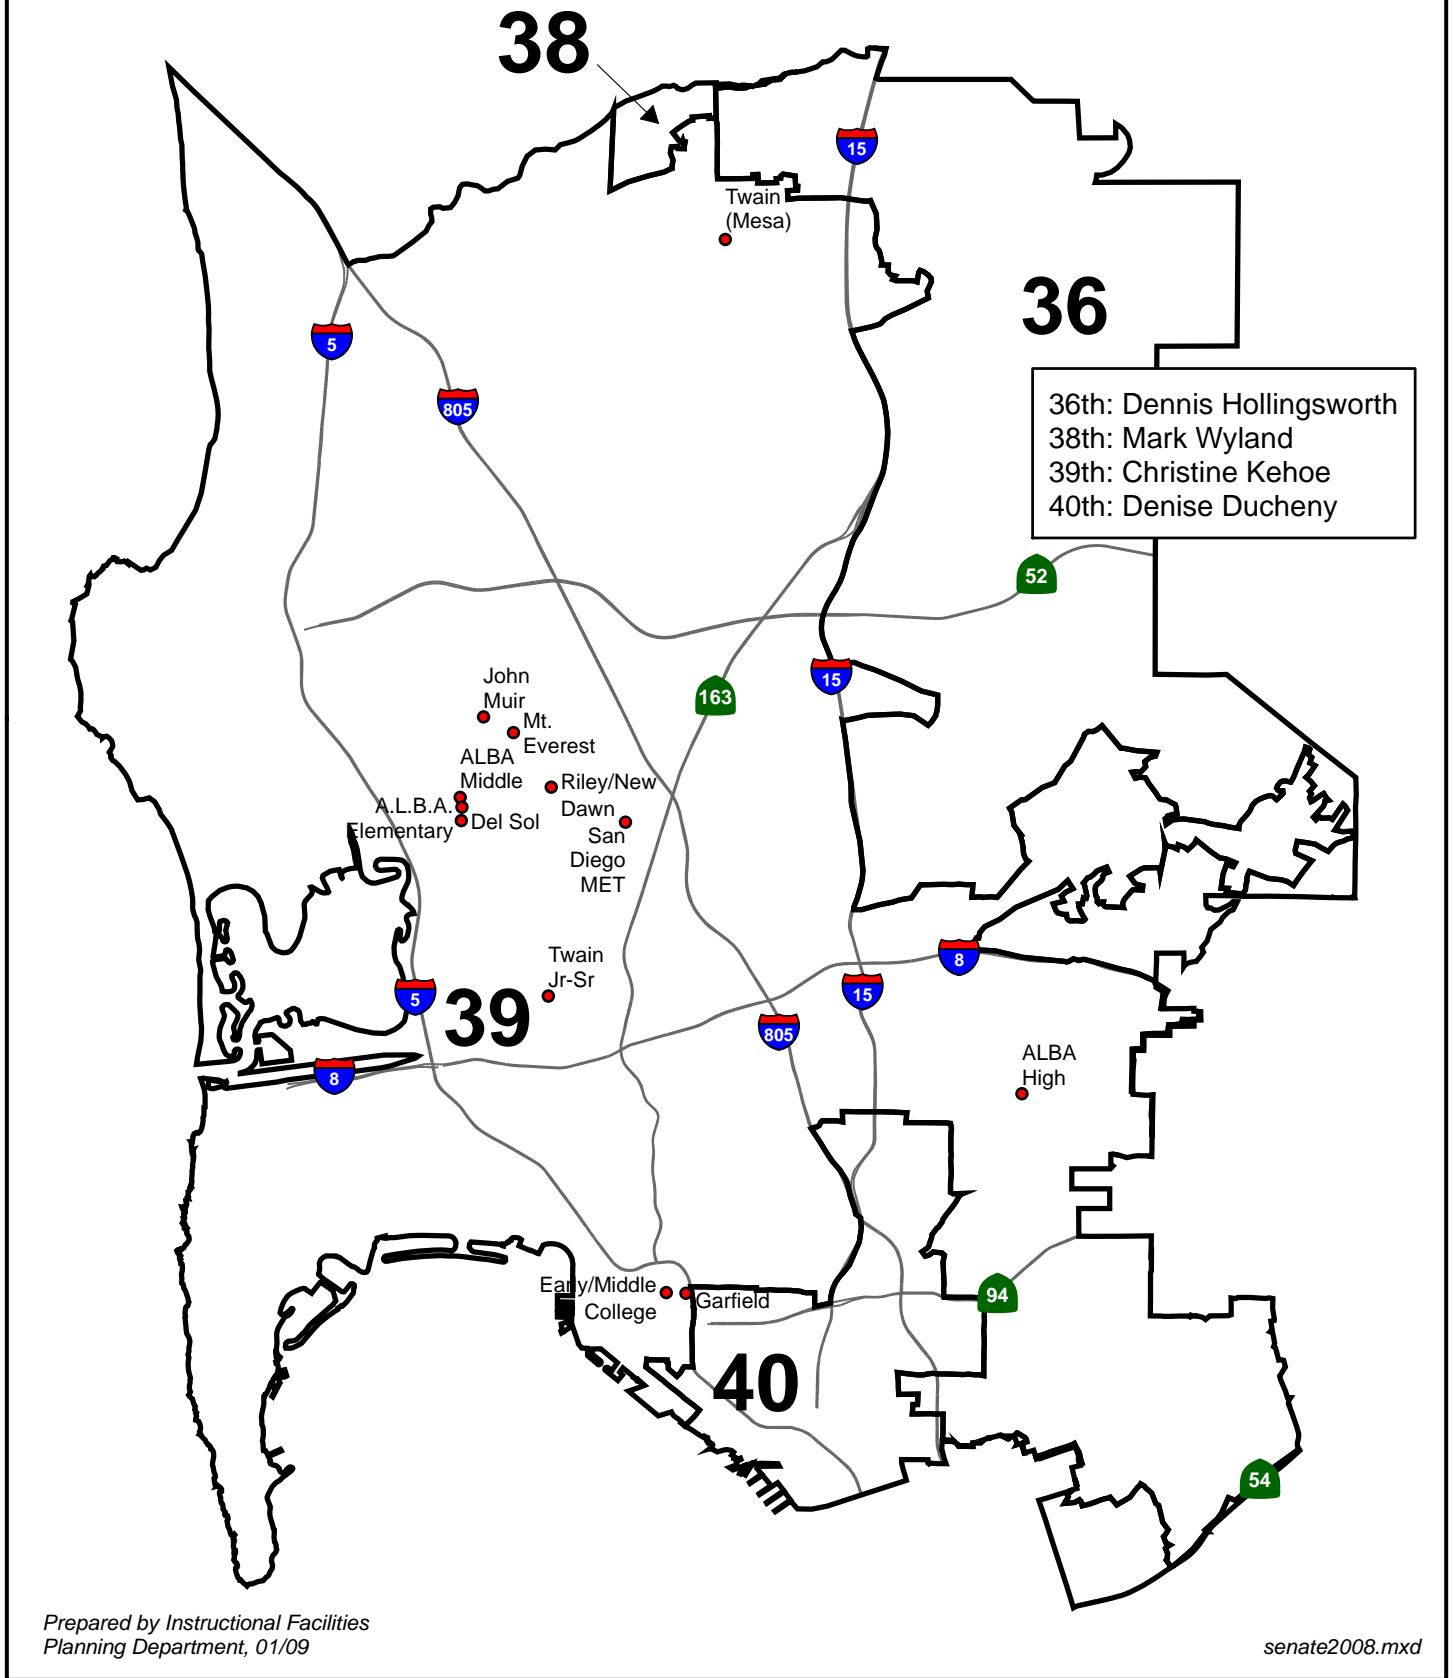 38
15
Twain
(Mesa)
36
5
805
36th: Dennis Hollingsworth
38th: Mark Wyland
39th: Christine Kehoe
40th: Denise Ducheny
52
15
163
John
Muir
Mt.
Everest
ALBA
Middle
Riley/New
Dawn
A.L.B.A.
Elementary
Del Sol
San
Diego
MET
Twain
Jr-Sr
8
5
15
39
805
8
ALBA
High
Early/Middle
College
Garfield
94
40
54
Prepared by Instructional Facilities
Planning Department, 01/09
senate2008.mxd